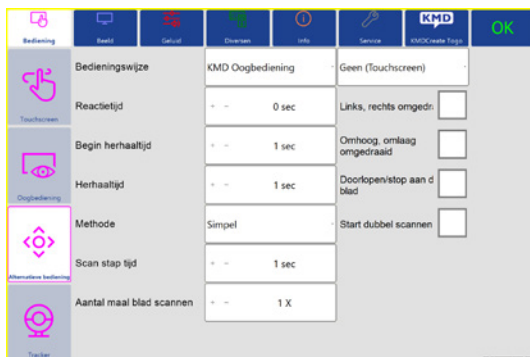 Bediening
Beeld
Geluid
Diversen
Info
Service
KMD
KMDCreate Togo
OK
Touchscreen
Oogbediening
Alternatieve bediening
Tracker
Bedieningswijze
KMD Oogbediening
Geen (Touchscreen)
Reactietijd
+ -
0 sec
Links, rechts omgedr
Begin herhaaltijd
+ -
1 sec
Omhoog, omlaag
omgedraaid
Herhaaltijd
+ -
1 sec
Doorlopen/stop aan d
blad
Methode
Simpel
Start dubbel scannen
Scan stap tijd
+ -
1 sec
Aantal maal blad scannen
+ -
1 X